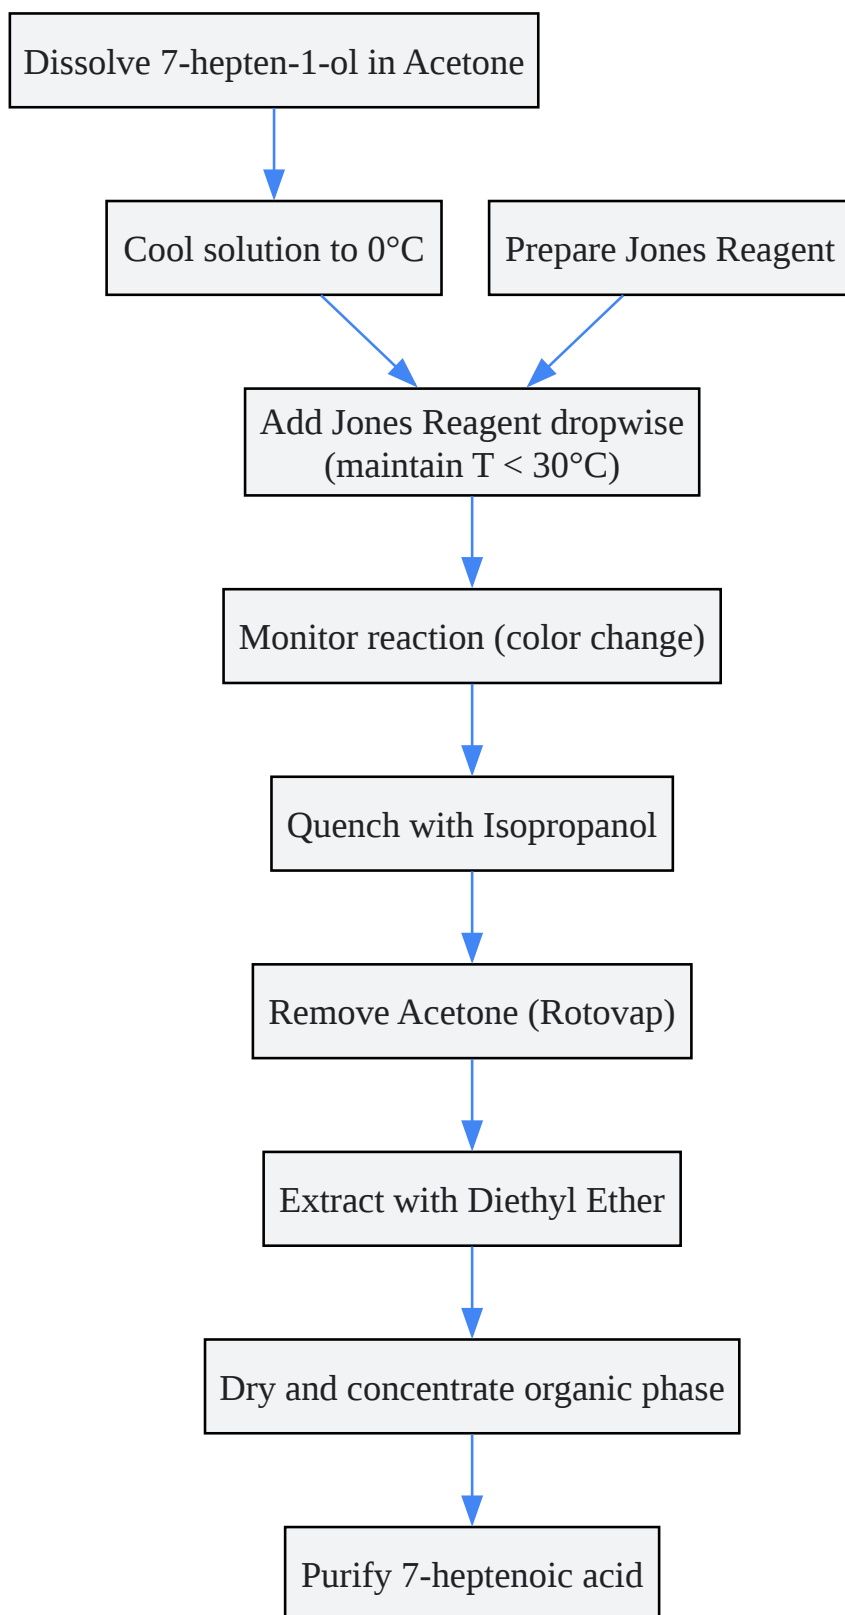 Dissolve 7-hepten-1-ol in Acetone
Cool solution to 0°C
Prepare Jones Reagent
Add Jones Reagent dropwise
(maintain T < 30°C)
Monitor reaction (color change)
Quench with Isopropanol
Remove Acetone (Rotovap)
Extract with Diethyl Ether
Dry and concentrate organic phase
Purify 7-heptenoic acid